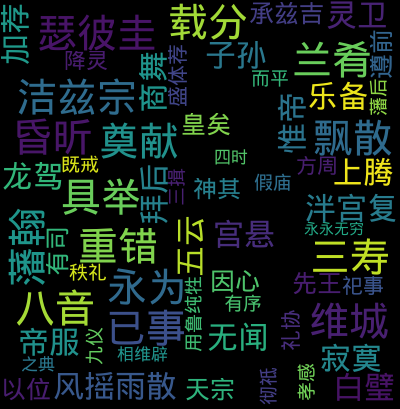 载分
承兹吉
灵卫
加荐
瑟彼圭
子孙
兰肴
遵前
降灵
商舞
盛体荐
而平
洁兹宗
乐备
藩后
惟帝
飘散
昏昕
奠献
皇矣
四时
方周
上腾
龙驾
既戒
具举
拜后
三揖
神其
假庙
泮宫复
藩翰
有司
重错
五云
宫悬
永永无穷
三寿
秩礼
永为
用鲁纯牲
因心
有序
先王
祀事
八音
已事
无闻
礼协
维城
帝服
九仪
相维辟
寂寞
之典
以位
风摇雨散
天宗
彻祗
孝感
白璧